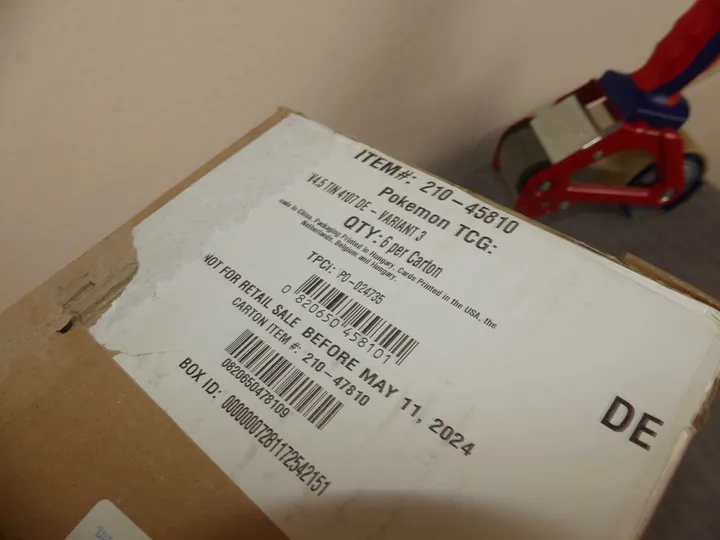 ITEM#: 210-45810
Pokemon TCG:
V4.5 TIN 4107 DE - VARIANT 3
QTY: 6 per Carton
Made in China. Packaging Printed in Hungary. Cards Printed in the USA, the
Netherlands, Belgium and Hungary.
TPCI: PO-024735
0 820650 458101
NOT FOR RETAIL SALE BEFORE MAY 11, 2024
CARTON ITEM #: 210-47810
0820650478109
BOX ID: 00000007281172542151
DE